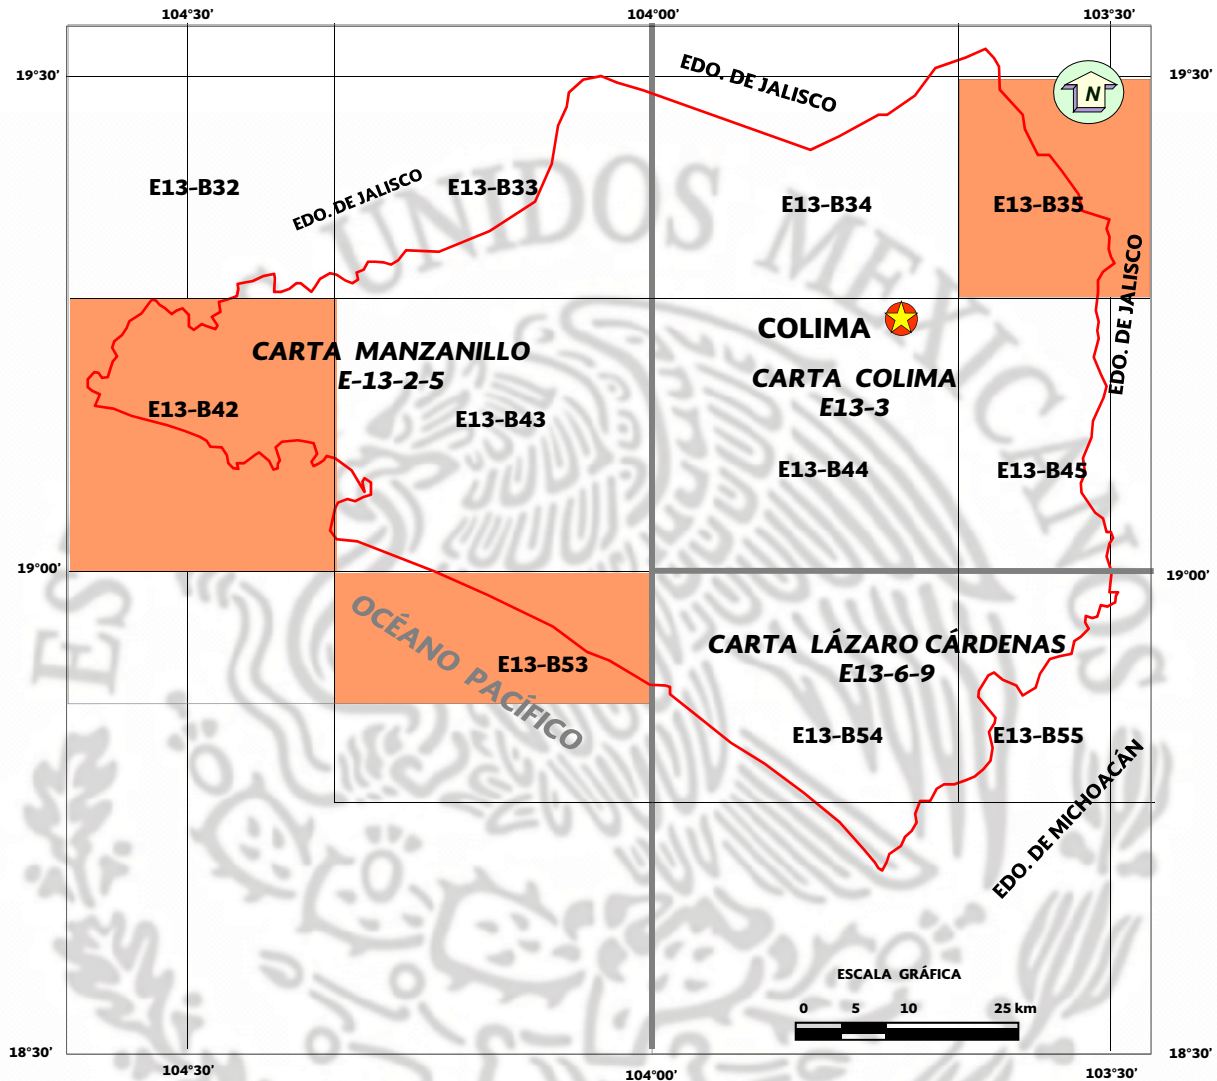 104°30’
104°00’
103°30’
19°30’
19°30’
EDO. DE JALISCO
N
UNIDOS MEXICANOS
ES
E13-B32
EDO. DE JALISCO
E13-B33
E13-B34
E13-B35
EDO. DE JALISCO
COLIMA
CARTA MANZANILLO
E-13-2-5
CARTA COLIMA
E13-3
E13-B42
E13-B43
E13-B44
E13-B45
19°00’
19°00’
OCÉANO PACÍFICO
E13-B53
CARTA LÁZARO CÁRDENAS
E13-6-9
E13-B54
E13-B55
EDO. DE MICHOACÁN
ESCALA GRÁFICA
0 5 10 25 km
18°30’
18°30’
104°30’
104°00’
103°30’